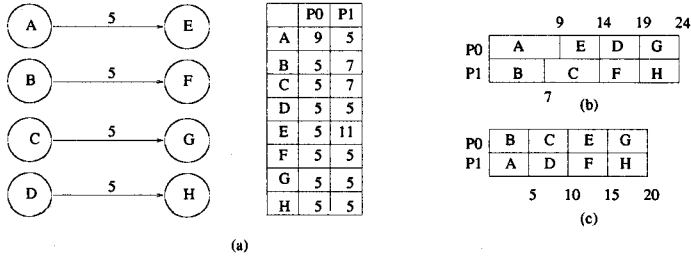 A 5 E
B 5 F
C 5 G
D 5 H
P0 P1
A 9 5
B 5 7
C 5 7
D 5 5
E 5 11
F 5 5
G 5 5
H 5 5
(a)
9 14 19 24
P0 A E D G
P1 B C F H
7
(b)
P0 B C E G
P1 A D F H
5 10 15 20
(c)